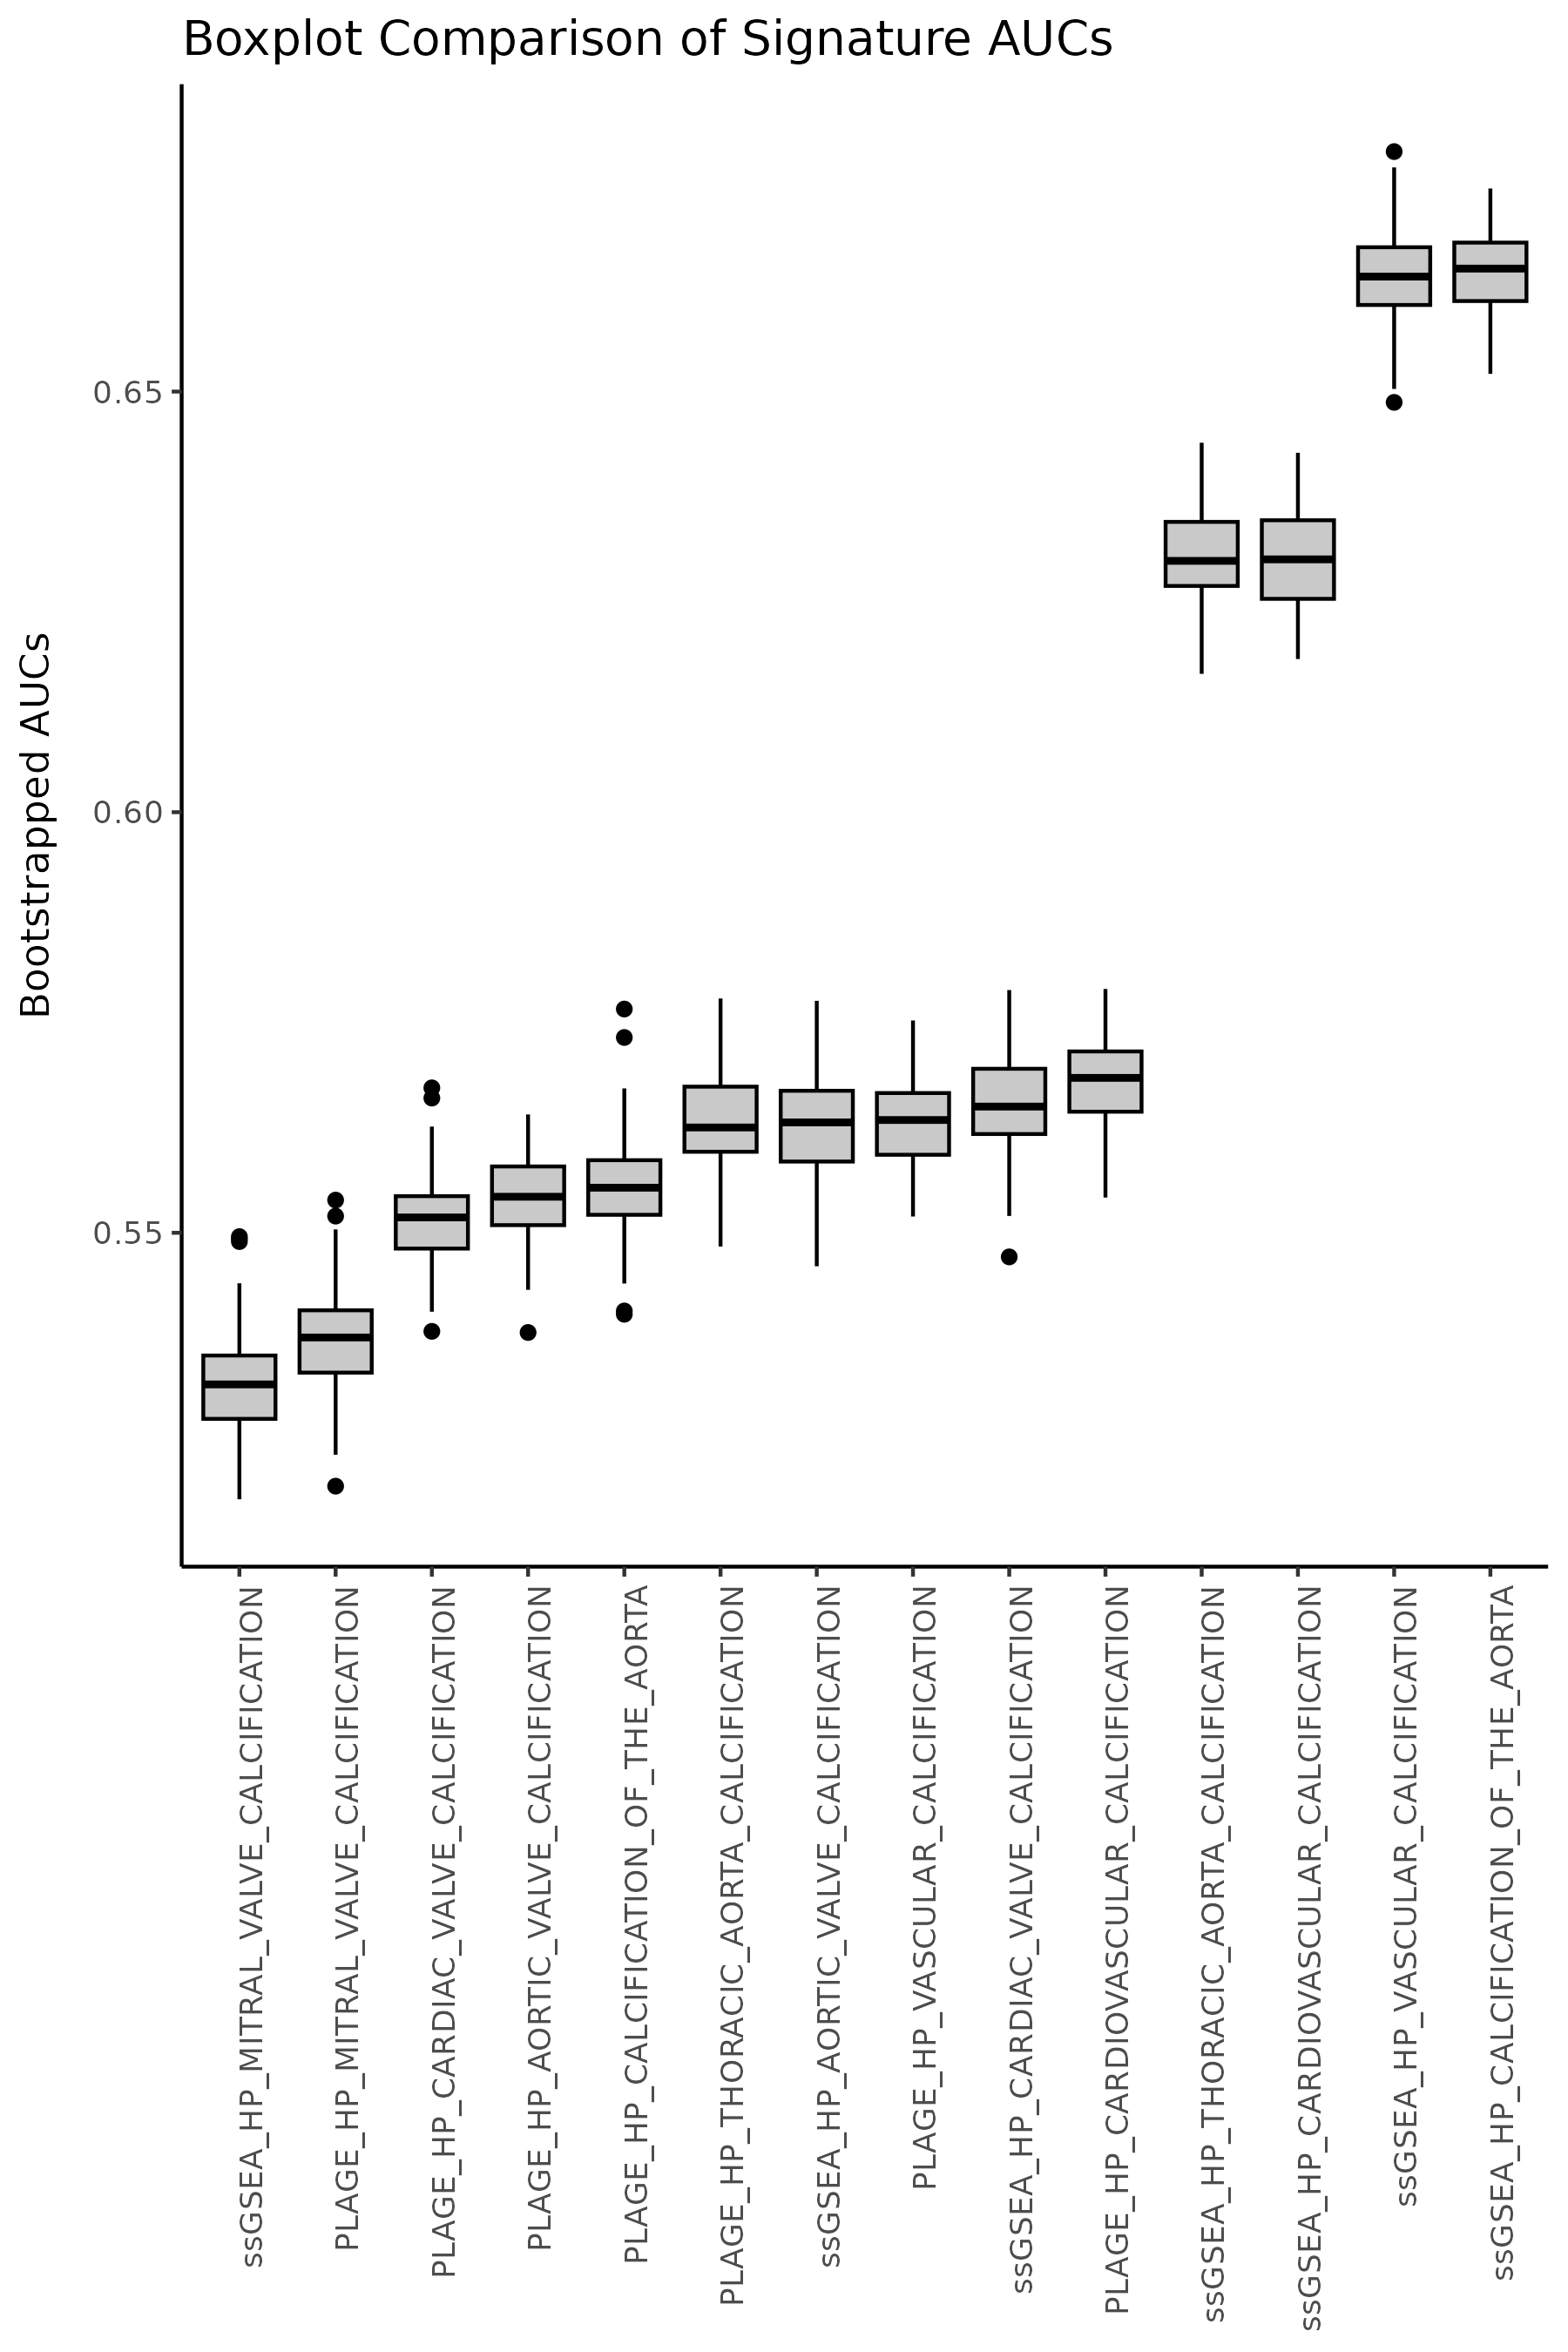 Boxplot Comparison of Signature AUCs
Bootstrapped AUCs
0.65
0.60
0.55
ssGSEA_HP_MITRAL_VALVE_CALCIFICATION
PLAGE_HP_MITRAL_VALVE_CALCIFICATION
PLAGE_HP_CARDIAC_VALVE_CALCIFICATION
PLAGE_HP_AORTIC_VALVE_CALCIFICATION
PLAGE_HP_CALCIFICATION_OF_THE_AORTA
PLAGE_HP_THORACIC_AORTA_CALCIFICATION
ssGSEA_HP_AORTIC_VALVE_CALCIFICATION
PLAGE_HP_VASCULAR_CALCIFICATION
ssGSEA_HP_CARDIAC_VALVE_CALCIFICATION
PLAGE_HP_CARDIOVASCULAR_CALCIFICATION
ssGSEA_HP_THORACIC_AORTA_CALCIFICATION
ssGSEA_HP_CARDIOVASCULAR_CALCIFICATION
ssGSEA_HP_VASCULAR_CALCIFICATION
ssGSEA_HP_CALCIFICATION_OF_THE_AORTA